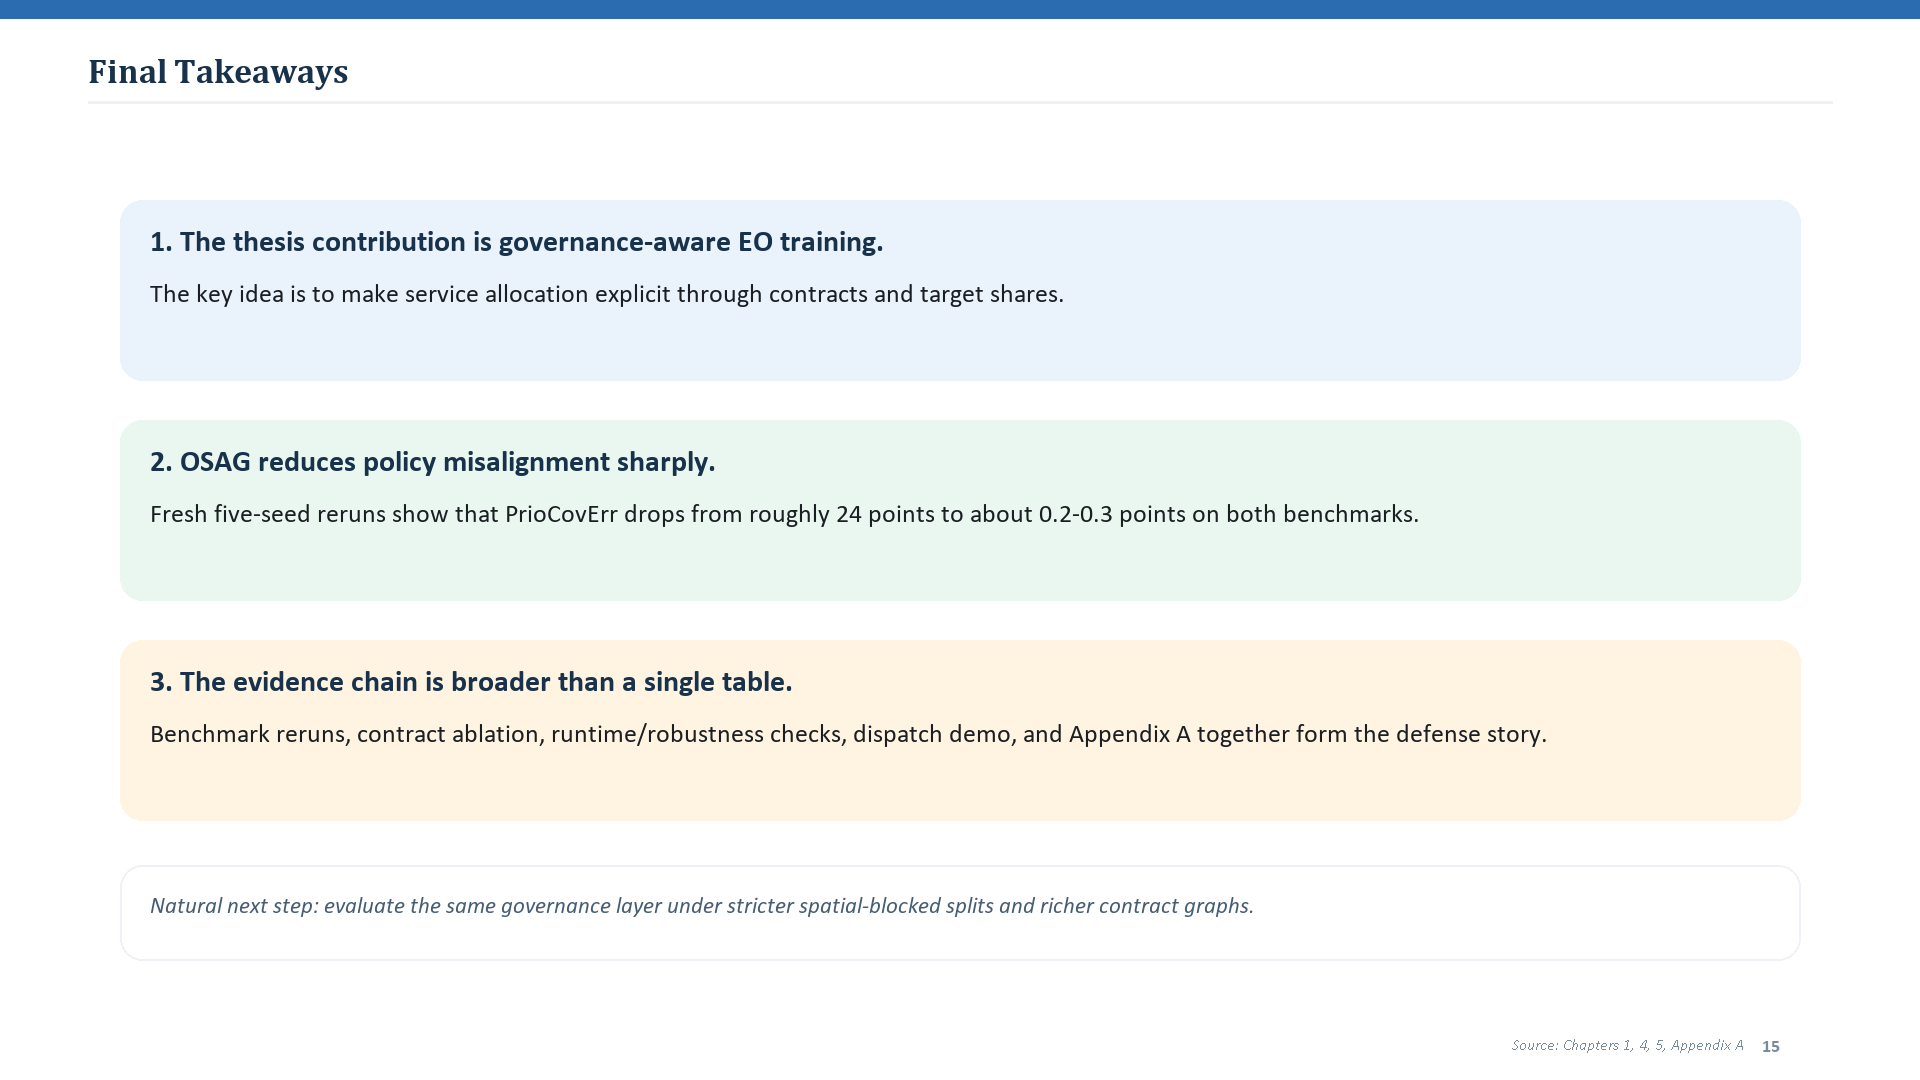 Final Takeaways
1. The thesis contribution is governance-aware EO training.
The key idea is to make service allocation explicit through contracts and target shares.
2. OSAG reduces policy misalignment sharply.
Fresh five-seed reruns show that PrioCovErr drops from roughly 24 points to about 0.2-0.3 points on both benchmarks.
3. The evidence chain is broader than a single table.
Benchmark reruns, contract ablation, runtime/robustness checks, dispatch demo, and Appendix A together form the defense story.
Natural next step: evaluate the same governance layer under stricter spatial-blocked splits and richer contract graphs.
Source: Chapters 1, 4, 5, Appendix A 15